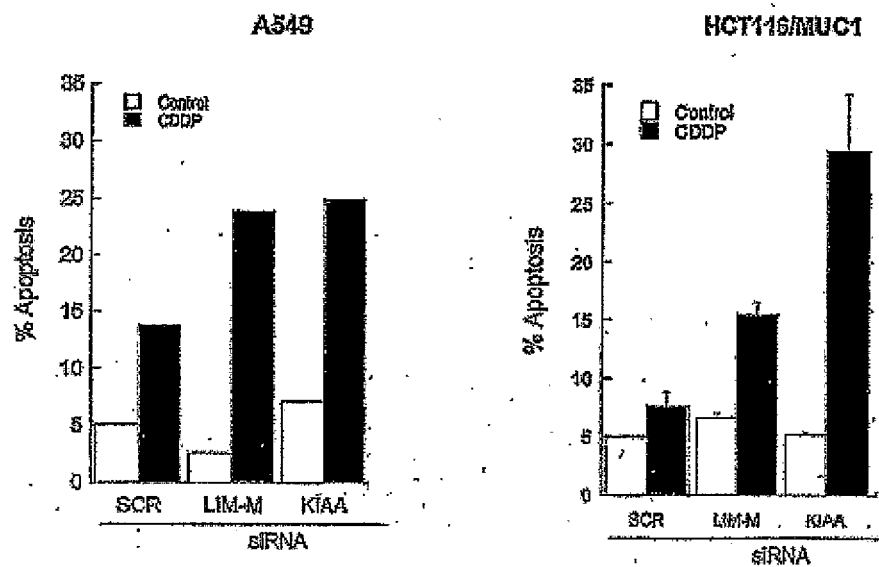 A549
35
30
25
20
15
10
5
0
% Apoptosis
Control
CDDP
SCR LIM-M KIAA
siRNA
HCT116/MUC1
35
30
25
20
15
10
5
0
% Apoptosis
Control
CDDP
SCR LIM-M KIAA
siRNA